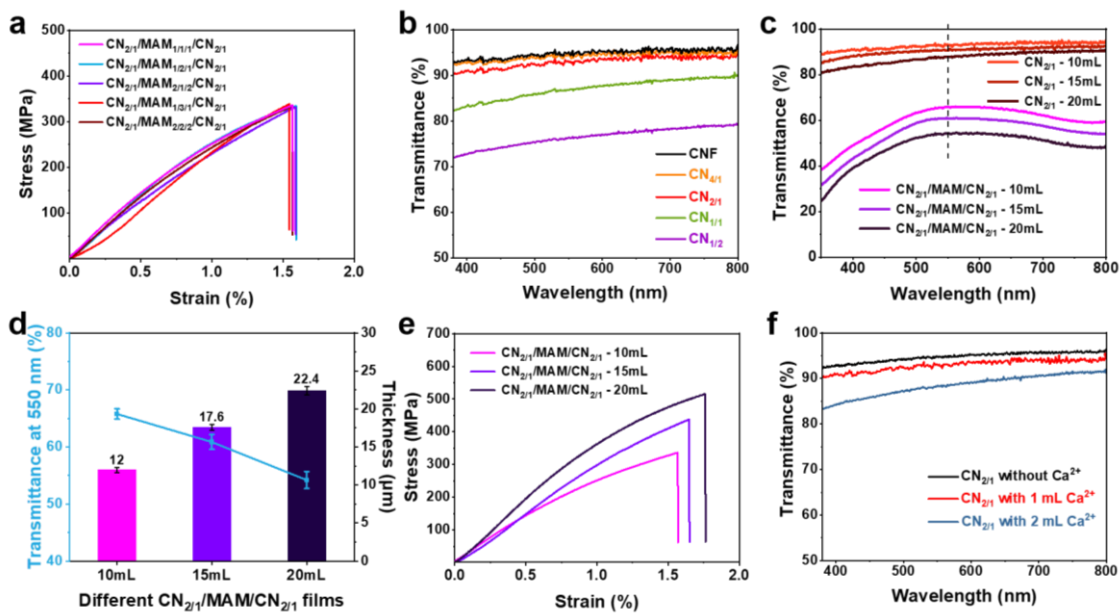 a
Stress (MPa)
500
400
300
200
100
0.0
0.5
1.0
1.5
2.0
Strain (%)
CN2/1/MAM1/1/1/CN2/1
CN2/1/MAM1/2/1/CN2/1
CN2/1/MAM2/1/2/CN2/1
CN2/1/MAM1/3/1/CN2/1
CN2/1/MAM2/2/2/CN2/1
b
Transmittance (%)
100
90
80
70
60
50
400
500
600
700
800
Wavelength (nm)
CNF
CN4/1
CN2/1
CN1/1
CN1/2
c
Transmittance (%)
100
80
60
40
20
0
400
500
600
700
800
Wavelength (nm)
CN2/1 - 10mL
CN2/1 - 15mL
CN2/1 - 20mL
CN2/1/MAM/CN2/1 - 10mL
CN2/1/MAM/CN2/1 - 15mL
CN2/1/MAM/CN2/1 - 20mL
d
Transmittance at 550 nm (%)
80
70
60
50
40
12
17.6
22.4
10mL
15mL
20mL
30
25
20
15
10
5
0
Thickness (μm)
Different CN2/1/MAM/CN2/1 films
e
Stress (MPa)
700
600
500
400
300
200
100
0.0
0.5
1.0
1.5
2.0
Strain (%)
CN2/1/MAM/CN2/1 - 10mL
CN2/1/MAM/CN2/1 - 15mL
CN2/1/MAM/CN2/1 - 20mL
f
Transmittance (%)
100
90
80
70
60
50
400
500
600
700
800
Wavelength (nm)
CN2/1 without Ca2+
CN2/1 with 1 mL Ca2+
CN2/1 with 2 mL Ca2+